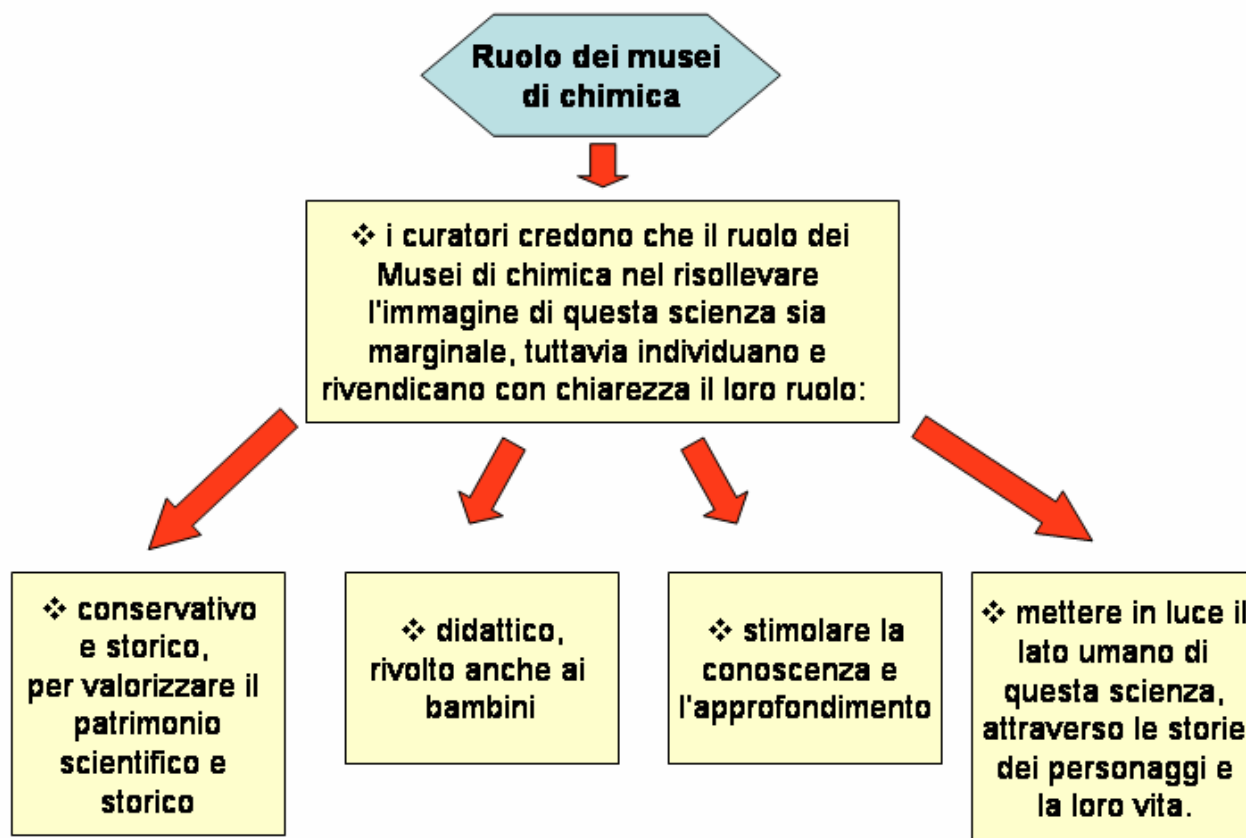 Ruolo dei musei
di chimica
❖ i curatori credono che il ruolo dei
Musei di chimica nel risollevare
l'immagine di questa scienza sia
marginale, tuttavia individuano e
rivendicano con chiarezza il loro ruolo:
❖ conservativo
e storico,
per valorizzare il
patrimonio
scientifico e
storico
❖ didattico,
rivolto anche ai
bambini
❖ stimolare la
conoscenza e
l'approfondimento
❖ mettere in luce il
lato umano di
questa scienza,
attraverso le storie
dei personaggi e
la loro vita.